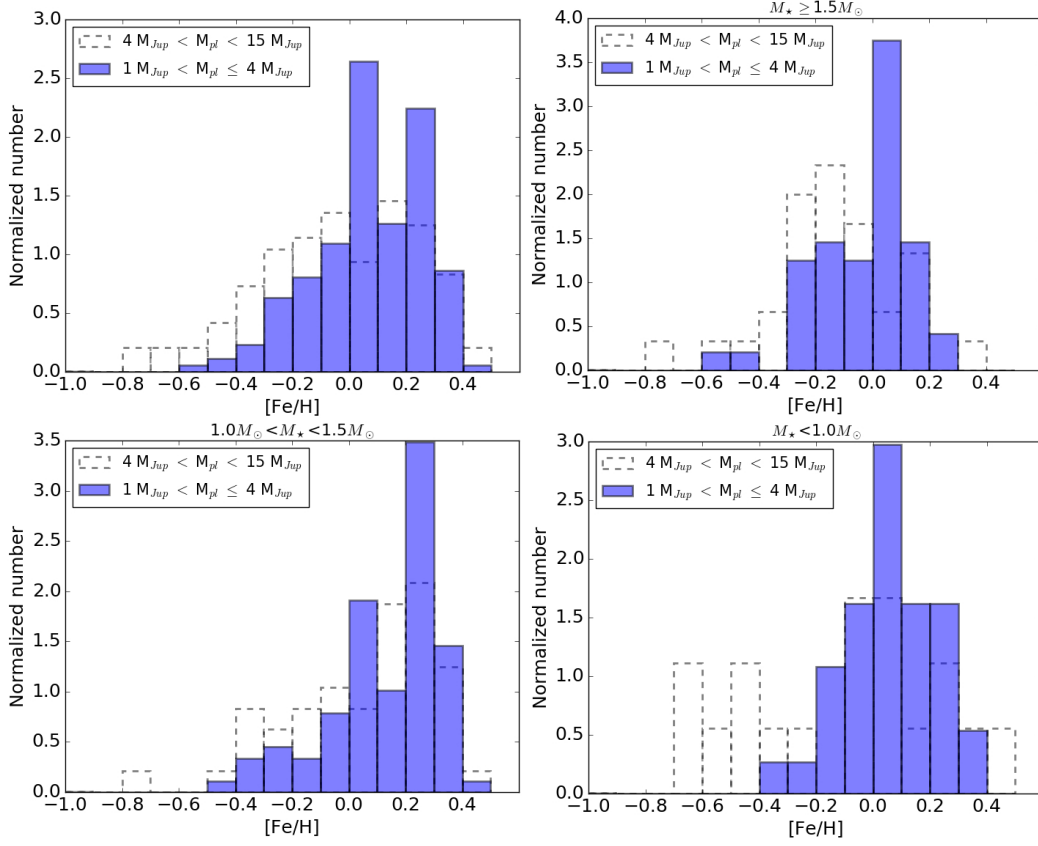 4 M_Jup < M_pl < 15 M_Jup
1 M_Jup < M_pl ≤ 4 M_Jup
Normalized number
3.0
2.5
2.0
1.5
1.0
0.5
0.0
−1.0 −0.8 −0.6 −0.4 −0.2 0.0 0.2 0.4
[Fe/H]
M⋆ ≥ 1.5M⊙
4 M_Jup < M_pl < 15 M_Jup
1 M_Jup < M_pl ≤ 4 M_Jup
Normalized number
4.0
3.5
3.0
2.5
2.0
1.5
1.0
0.5
0.0
−1.0 −0.8 −0.6 −0.4 −0.2 0.0 0.2 0.4
[Fe/H]
1.0M⊙ < M⋆ < 1.5M⊙
4 M_Jup < M_pl < 15 M_Jup
1 M_Jup < M_pl ≤ 4 M_Jup
Normalized number
3.5
3.0
2.5
2.0
1.5
1.0
0.5
0.0
−1.0 −0.8 −0.6 −0.4 −0.2 0.0 0.2 0.4
[Fe/H]
M⋆ < 1.0M⊙
4 M_Jup < M_pl < 15 M_Jup
1 M_Jup < M_pl ≤ 4 M_Jup
Normalized number
3.0
2.5
2.0
1.5
1.0
0.5
0.0
−1.0 −0.8 −0.6 −0.4 −0.2 0.0 0.2 0.4
[Fe/H]